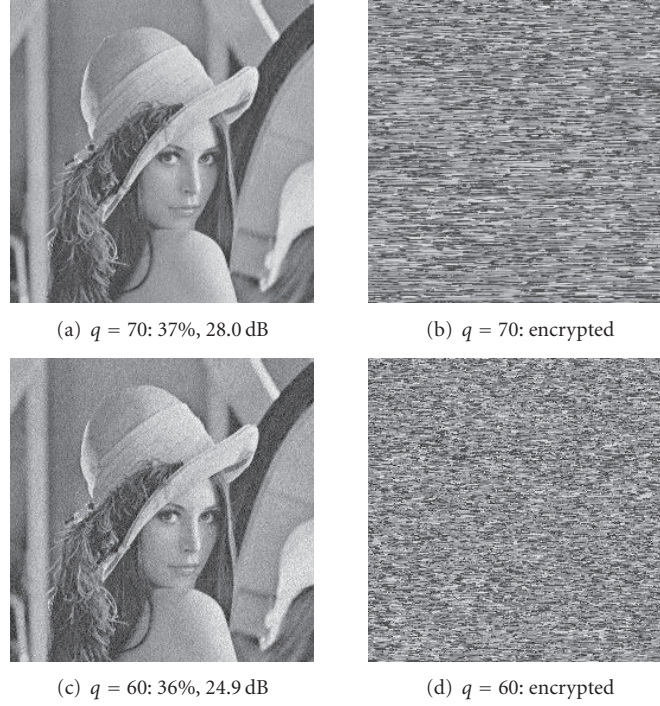 (a) q = 70: 37%, 28.0 dB
(b) q = 70: encrypted
(c) q = 60: 36%, 24.9 dB
(d) q = 60: encrypted